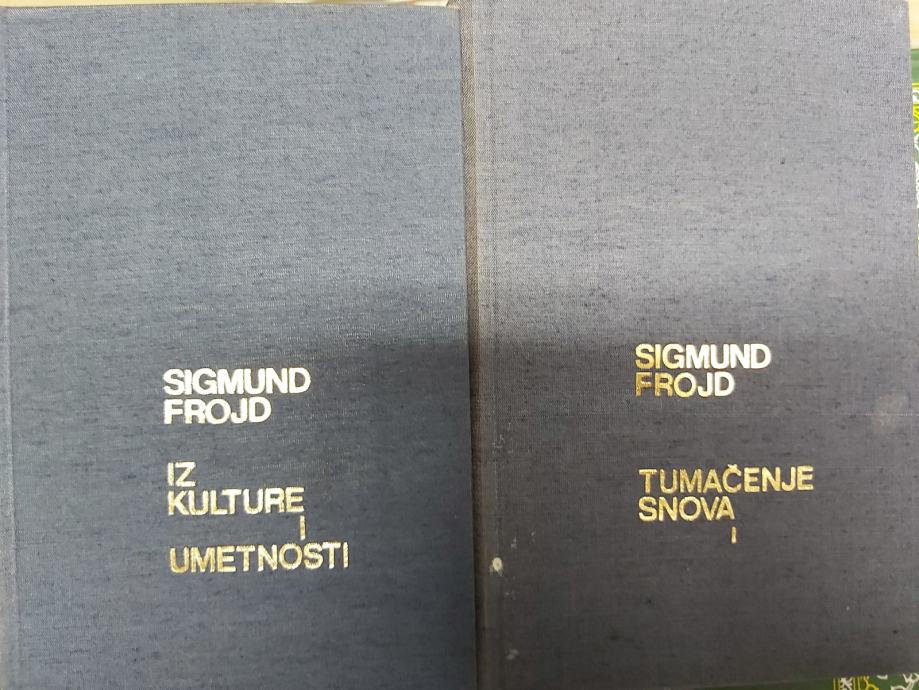 SIGMUND
FROJD
IZ
KULTURE
I
UMETNOSTI
SIGMUND
FROJD
TUMAČENJE
SNOVA
I